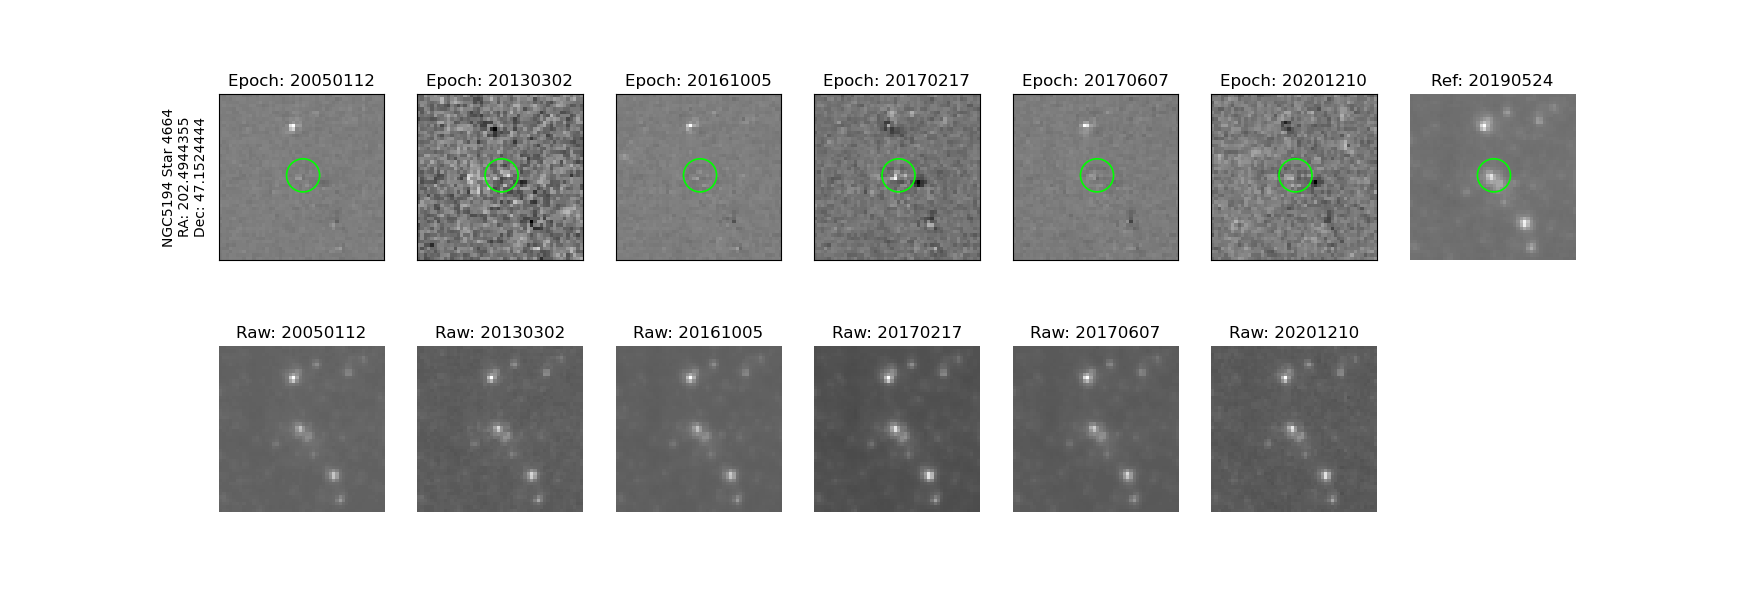 Epoch: 20050112
Epoch: 20130302
Epoch: 20161005
Epoch: 20170217
Epoch: 20170607
Epoch: 20201210
Ref: 20190524
NGC5194 Star 4664
RA: 202.4944355
Dec: 47.1524444
Raw: 20050112
Raw: 20130302
Raw: 20161005
Raw: 20170217
Raw: 20170607
Raw: 20201210